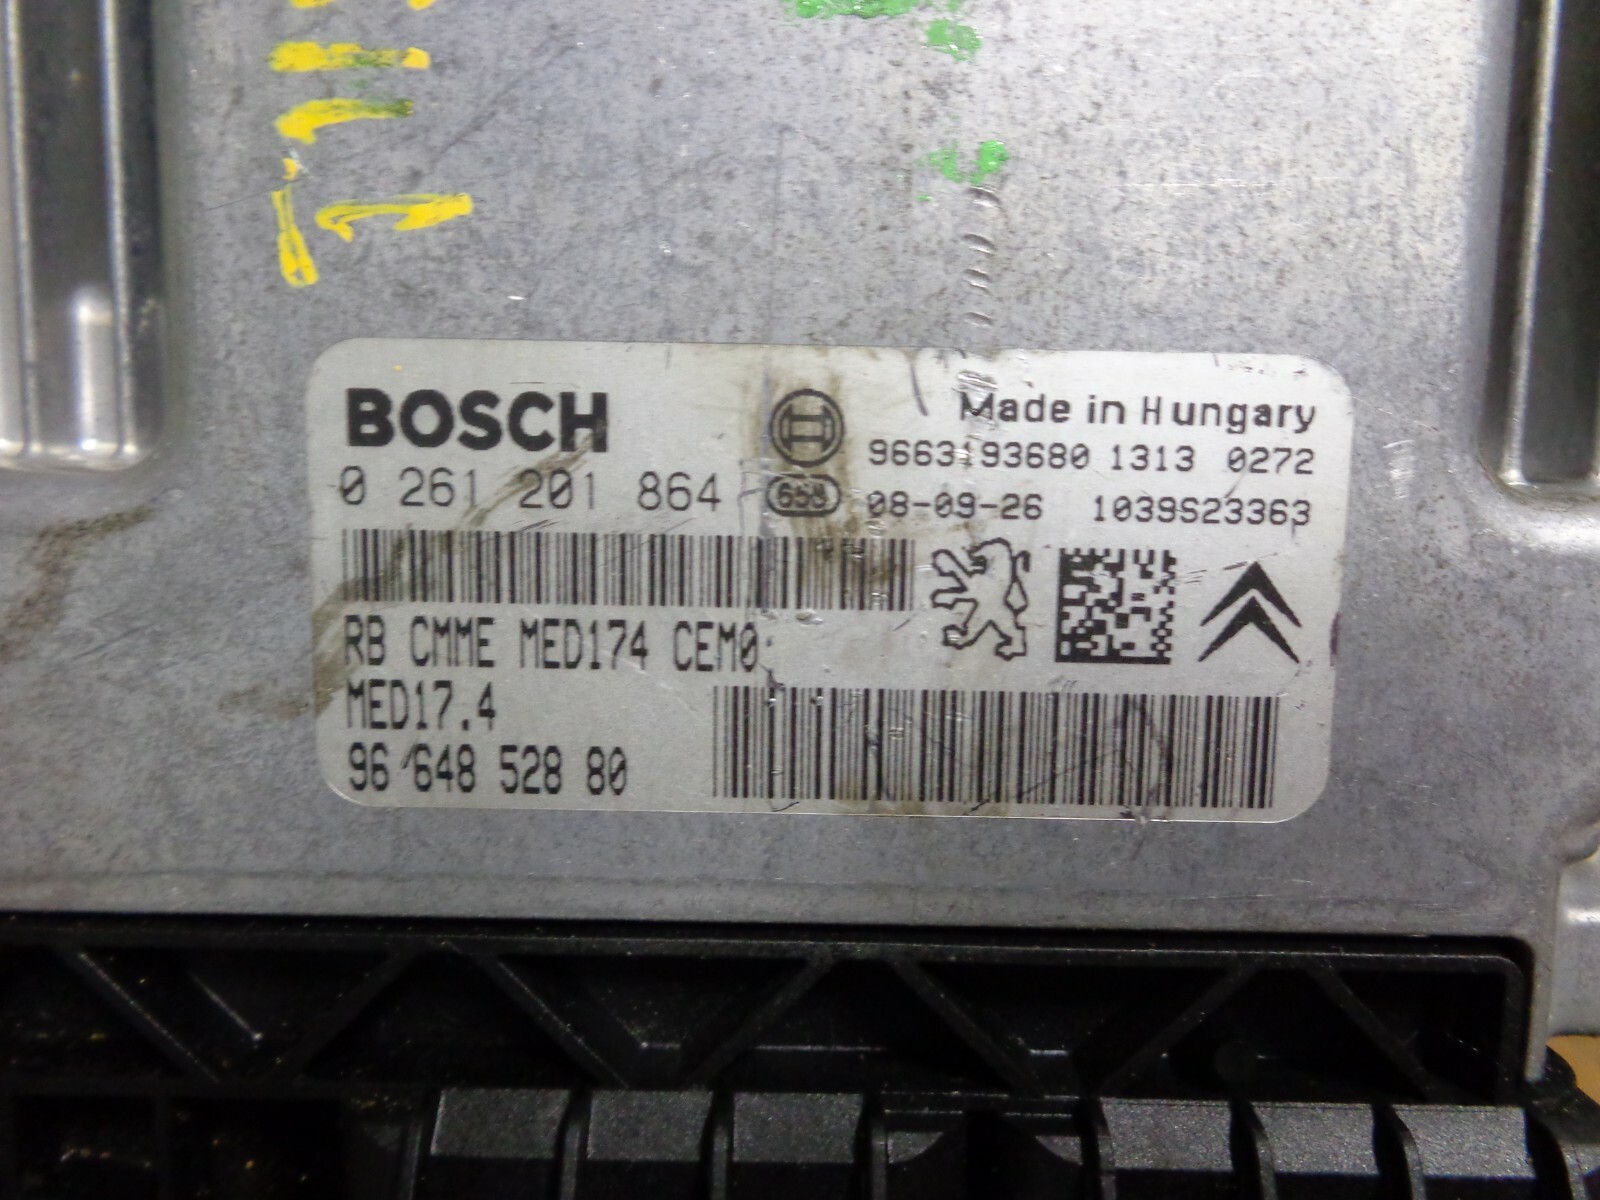 BOSCH
0 261 201 864
658
Made in Hungary
9663193680 1313 0272
08-09-26 1039S23363
RB CMME MED174 CEM0
MED17.4
96 648 528 80